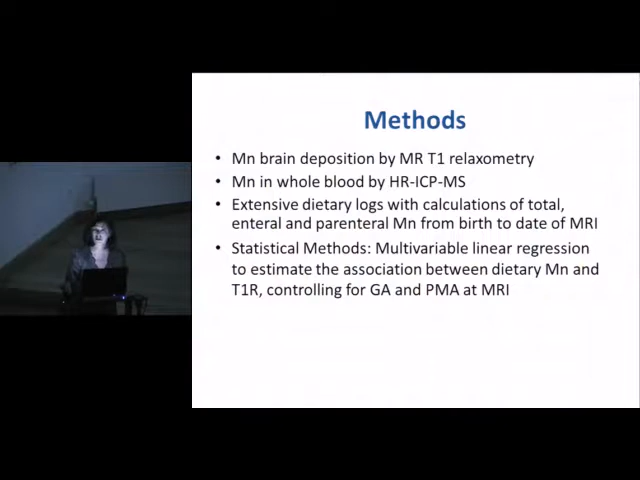 Methods
• Mn brain deposition by MR T1 relaxometry
• Mn in whole blood by HR-ICP-MS
• Extensive dietary logs with calculations of total,
enteral and parenteral Mn from birth to date of MRI
• Statistical Methods: Multivariable linear regression
to estimate the association between dietary Mn and
T1R, controlling for GA and PMA at MRI